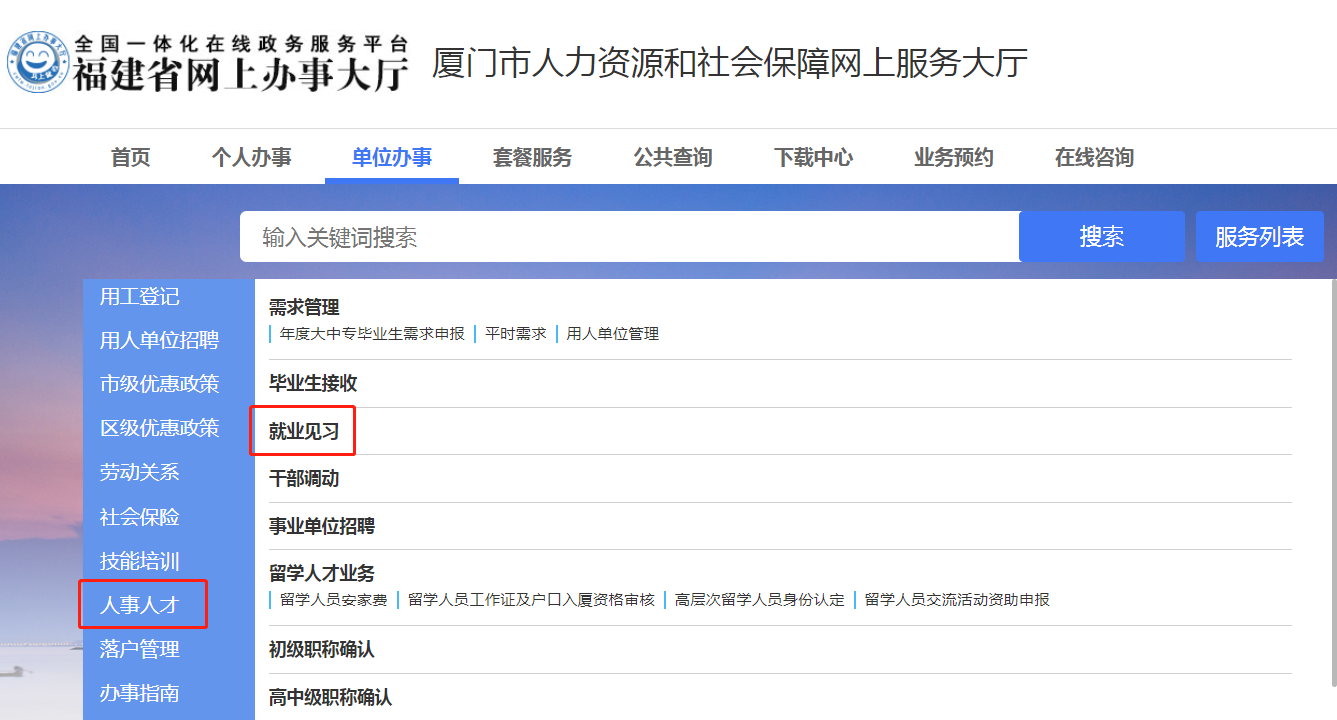 全国一体化在线政务服务平台
福建省网上办事大厅
厦门市人力资源和社会保障网上服务大厅
首页 个人办事 单位办事 套餐服务 公共查询 下载中心 业务预约 在线咨询
输入关键词搜索 搜索 服务列表
用工登记
用人单位招聘
市级优惠政策
区级优惠政策
劳动关系
社会保险
技能培训
人事人才
落户管理
办事指南
需求管理
年度大中专毕业生需求申报 平时需求 用人单位管理
毕业生接收
就业见习
干部调动
事业单位招聘
留学人才业务
留学人员安家费 留学人员工作证及户口入厦资格审核 高层次留学人员身份认定 留学人员交流活动资助申报
初级职称确认
高中级职称确认